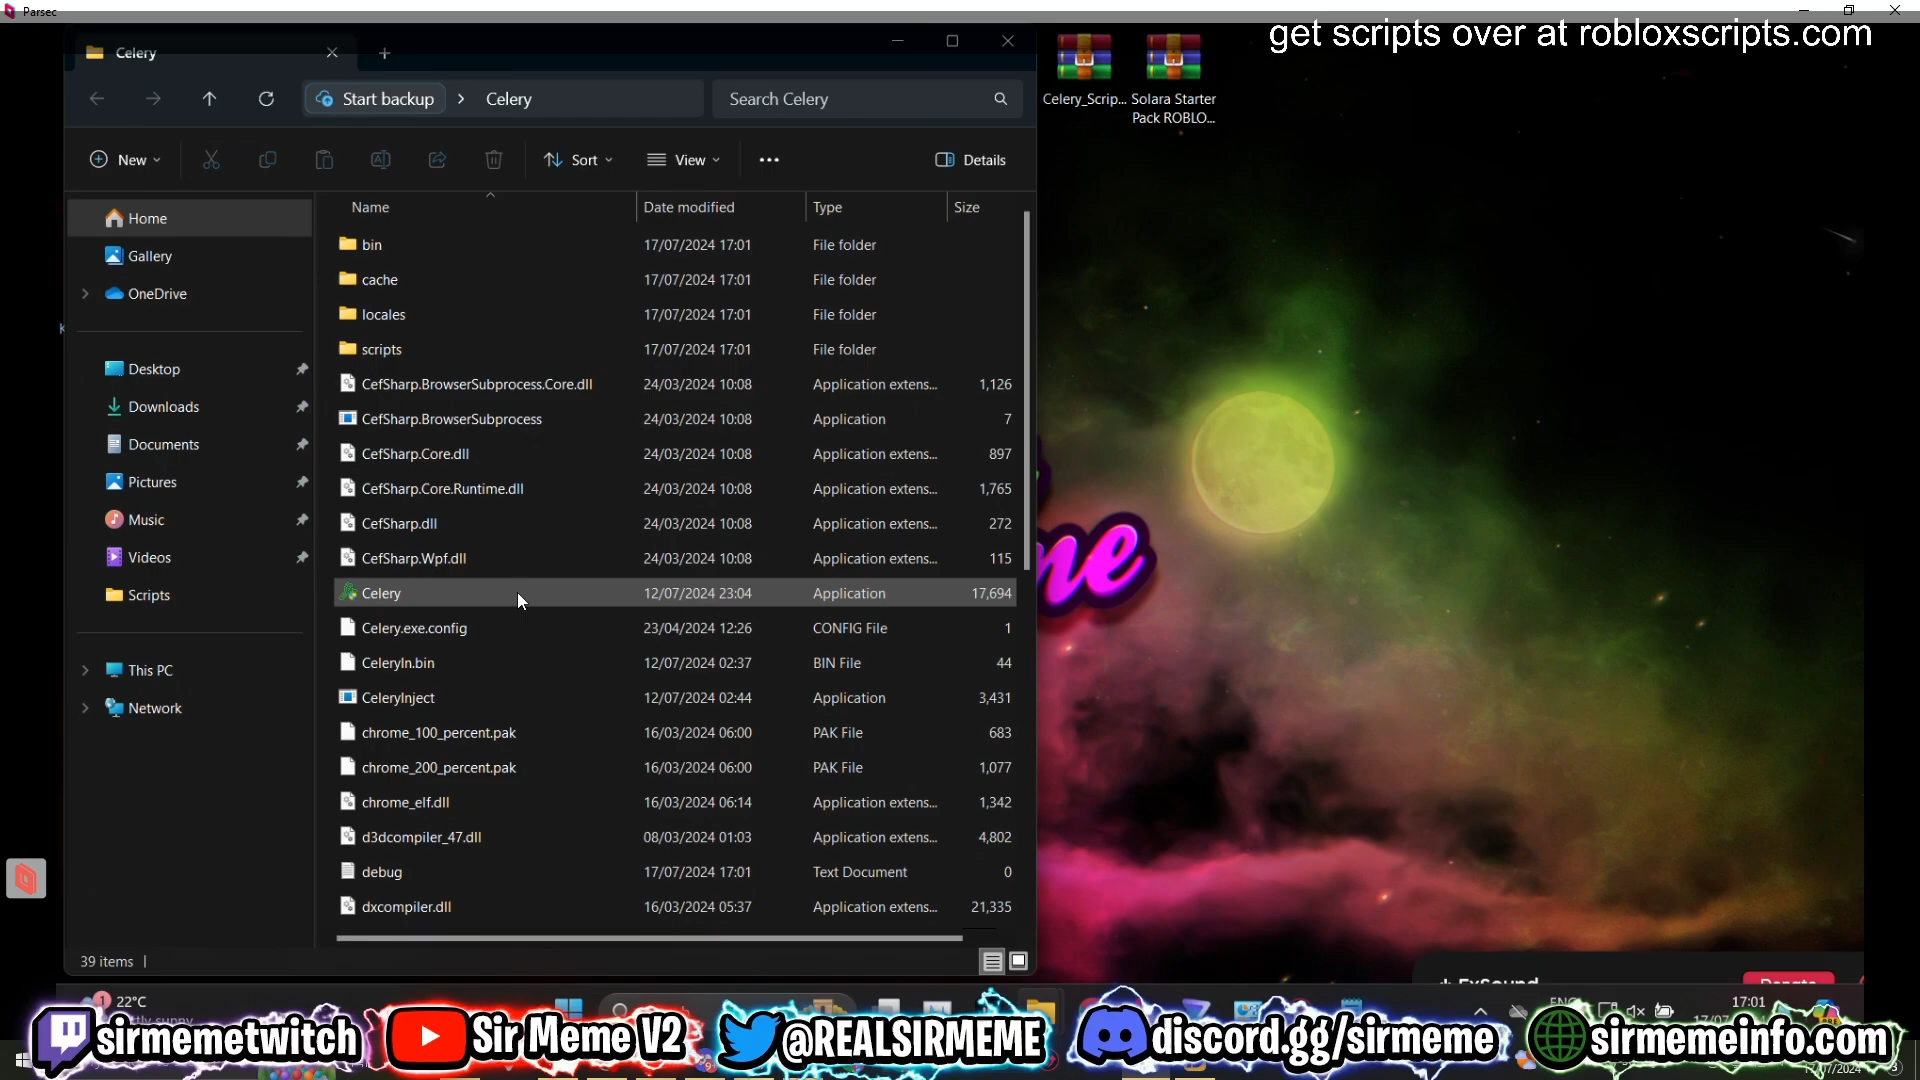 Parsec
get scripts over at robloxscripts.com
Celery
Start backup > Celery
Search Celery
Celery_Scrip...
Solara Starter
Pack ROBLO...
New
Sort
View
Details
Name Date modified Type Size
Home
Gallery
OneDrive
Desktop
Downloads
Documents
Pictures
Music
Videos
Scripts
This PC
Network
bin 17/07/2024 17:01 File folder
cache 17/07/2024 17:01 File folder
locales 17/07/2024 17:01 File folder
scripts 17/07/2024 17:01 File folder
CefSharp.BrowserSubprocess.Core.dll 24/03/2024 10:08 Application extens... 1,126
CefSharp.BrowserSubprocess 24/03/2024 10:08 Application 7
CefSharp.Core.dll 24/03/2024 10:08 Application extens... 897
CefSharp.Core.Runtime.dll 24/03/2024 10:08 Application extens... 1,765
CefSharp.dll 24/03/2024 10:08 Application extens... 272
CefSharp.Wpf.dll 24/03/2024 10:08 Application extens... 115
Celery 12/07/2024 23:04 Application 17,694
Celery.exe.config 23/04/2024 12:26 CONFIG File 1
CeleryIn.bin 12/07/2024 02:37 BIN File 44
CeleryInject 12/07/2024 02:44 Application 3,431
chrome_100_percent.pak 16/03/2024 06:00 PAK File 683
chrome_200_percent.pak 16/03/2024 06:00 PAK File 1,077
chrome_elf.dll 16/03/2024 06:14 Application extens... 1,342
d3dcompiler_47.dll 08/03/2024 01:03 Application extens... 4,802
debug 17/07/2024 17:01 Text Document 0
dxcompiler.dll 16/03/2024 05:37 Application extens... 21,335
39 items
me
22°C
17:01
sirmemetwitch
Sir Meme V2
@REALSIRMEME
discord.gg/sirmeme
sirmemeinfo.com